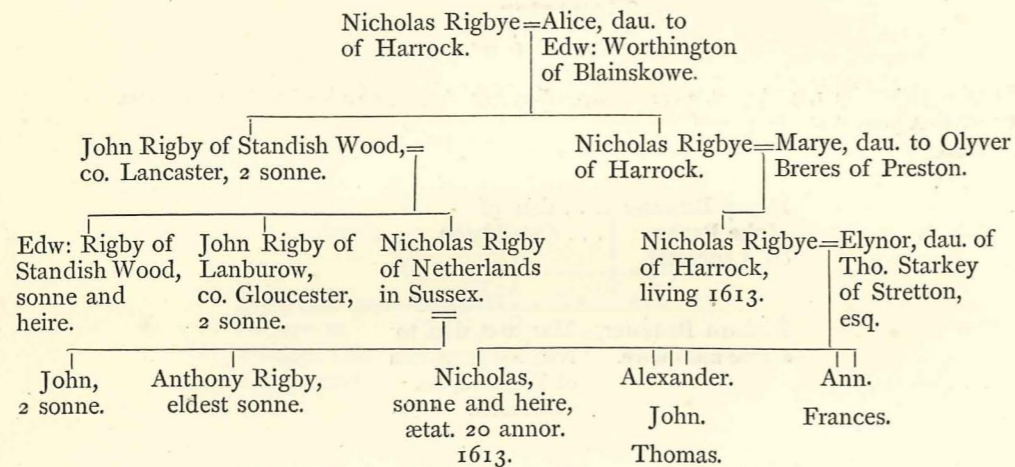 Nicholas Rigbye=Alice, dau. to
of Harrock. Edw: Worthington
of Blainskowe.
John Rigby of Standish Wood,=
co. Lancaster, 2 sonne.
Nicholas Rigbye=Marye, dau. to Olyver
of Harrock. Breres of Preston.
Edw: Rigby of
Standish Wood,
sonne and
heire.
John Rigby of
Lanburow,
co. Gloucester,
2 sonne.
Nicholas Rigby
of Netherlands
in Sussex.
=
Nicholas Rigbye=Elynor, dau. of
of Harrock, Tho. Starkey
living 1613. of Stretton,
esq.
John,
2 sonne.
Anthony Rigby,
eldest sonne.
Nicholas,
sonne and heire,
ætat. 20 annor.
1613.
Alexander.
John.
Thomas.
Ann.
Frances.